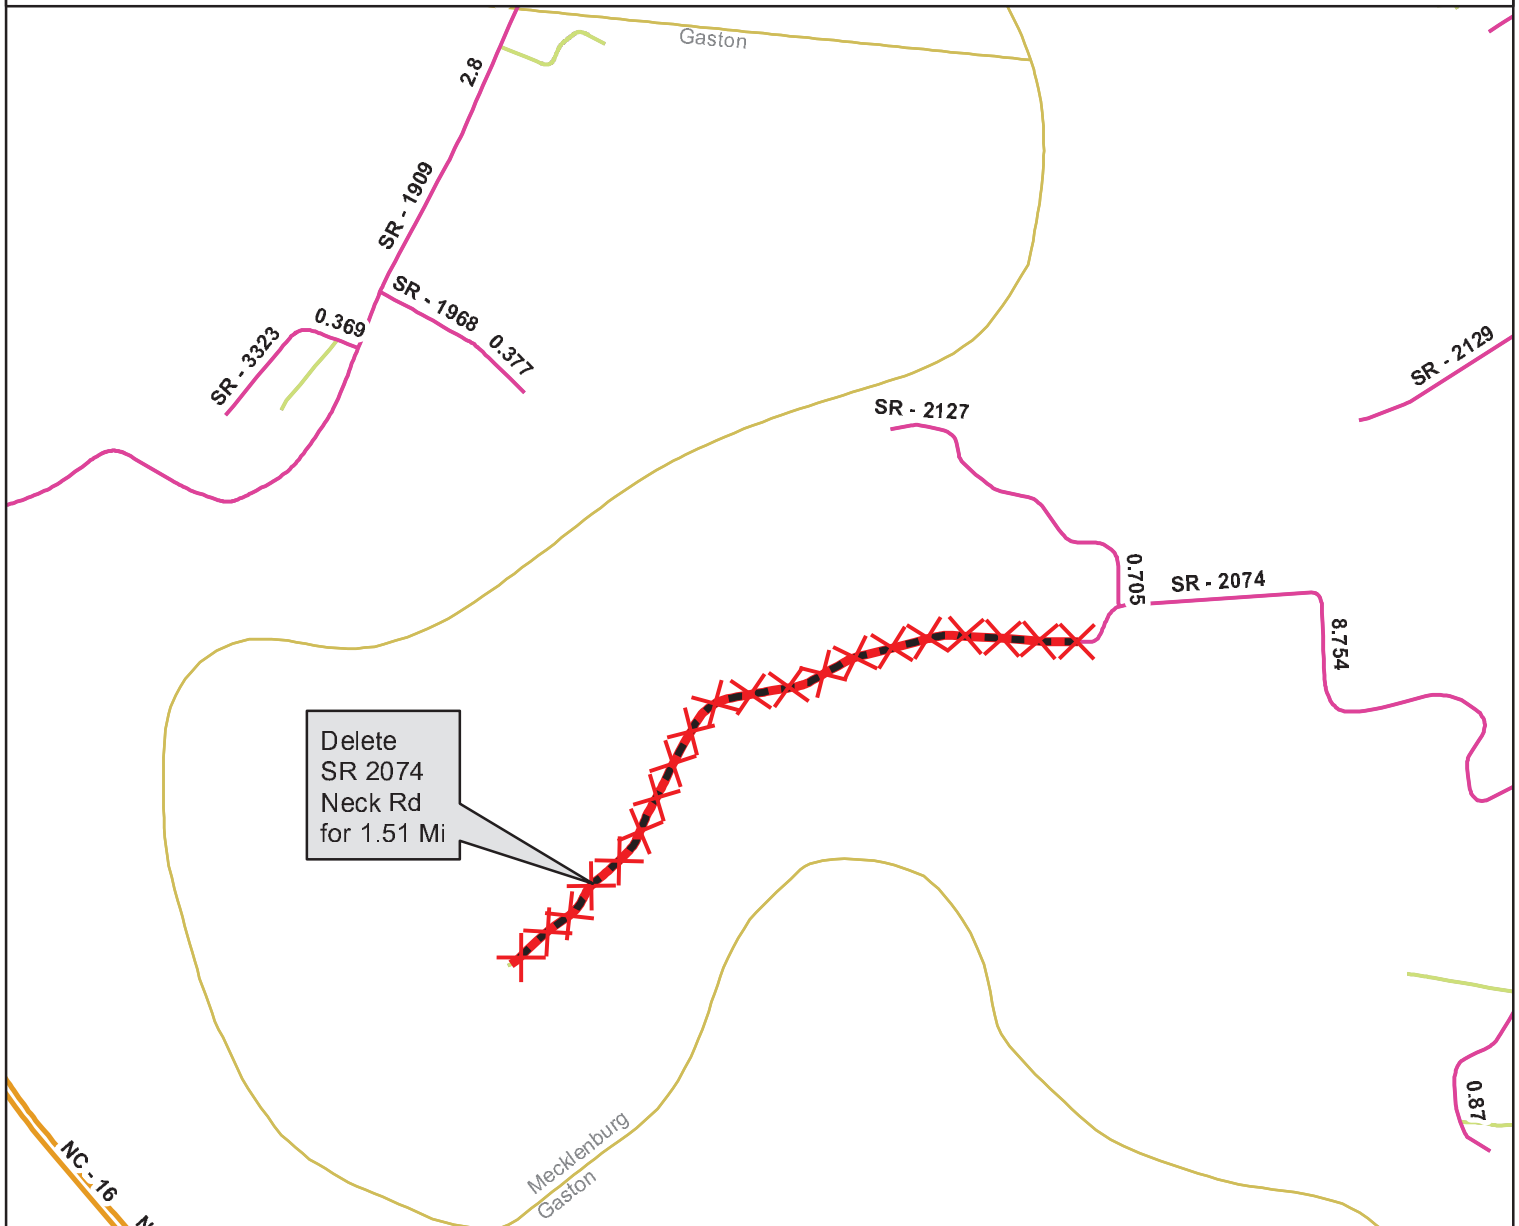 Gaston
2.8
SR - 1909
SR - 1968
0.377
0.369
SR - 3323
SR - 2129
SR - 2127
0.705
SR - 2074
8.754
Delete
SR 2074
Neck Rd
for 1.51 Mi
0.87
Mecklenburg
Gaston
NC - 16